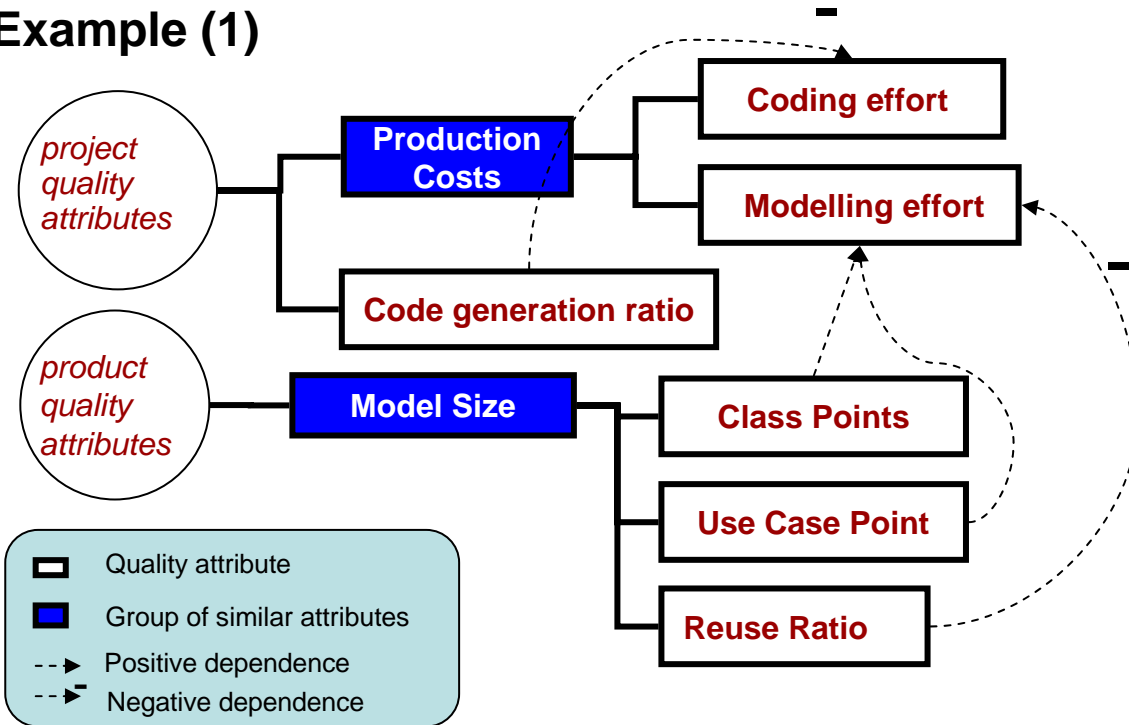 Example (1)
project
quality
attributes
Production
Costs
Coding effort
Modelling effort
Code generation ratio
product
quality
attributes
Model Size
Class Points
Use Case Point
Reuse Ratio
-
-
Quality attribute
Group of similar attributes
Positive dependence
-
Negative dependence